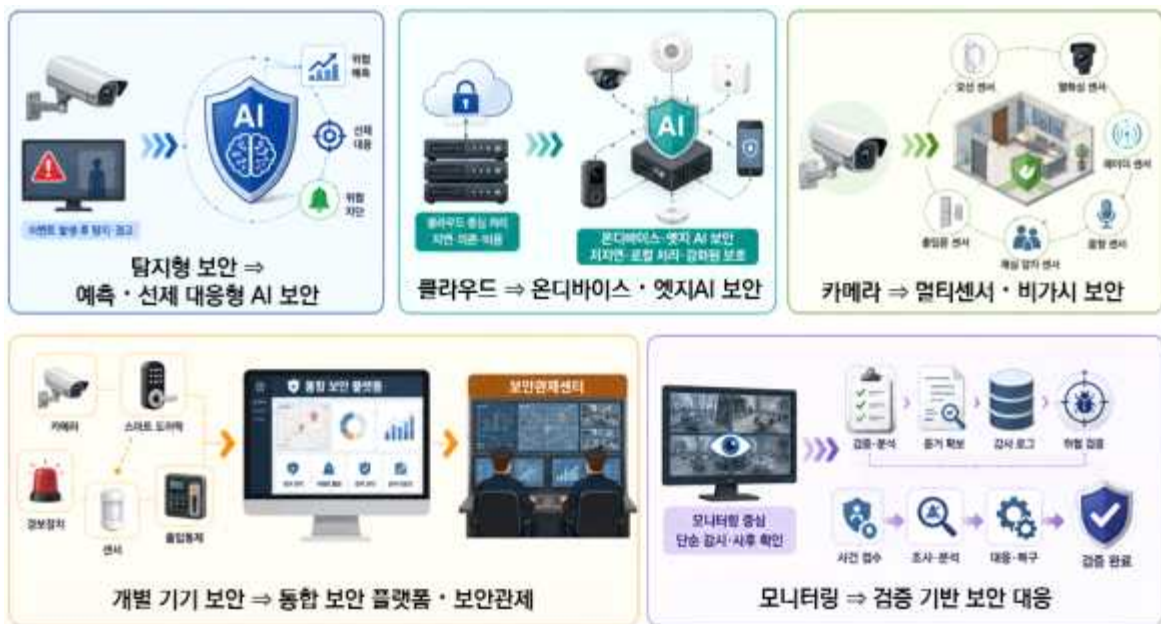 AI
위험
예측
선제
대응
위험
차단
이벤트 발생 후 탐지·경고
탐지형 보안 ⇒
예측·선제 대응형 AI 보안
클라우드 중심 처리
지연·의존·비용
AI
온디바이스·엣지 AI 보안
저지연·로컬 처리·강화된 보호
클라우드 ⇒ 온디바이스·엣지AI 보안
모션 센서
열화상 센서
레이더 센서
음향 센서
재실 감지 센서
출입문 센서
카메라 ⇒ 멀티센서·비가시 보안
카메라
스마트 도어락
경보장치
센서
출입통제
통합 보안 플랫폼
보안관제센터
개별 기기 보안 ⇒ 통합 보안 플랫폼·보안관제
모니터링 중심
단순 감시·사후 확인
검증·분석
증거 확보
감사 로그
위협 검증
사건 접수
조사·분석
대응·복구
검증 완료
모니터링 ⇒ 검증 기반 보안 대응